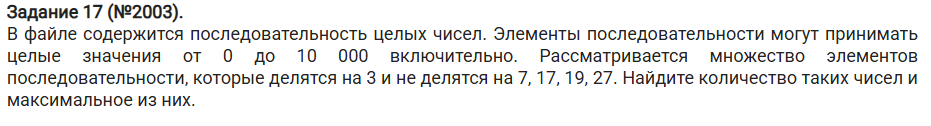 Задание 17 (№2003).
В файле содержится последовательность целых чисел. Элементы последовательности могут принимать
целые значения от 0 до 10 000 включительно. Рассматривается множество элементов
последовательности, которые делятся на 3 и не делятся на 7, 17, 19, 27. Найдите количество таких чисел и
максимальное из них.